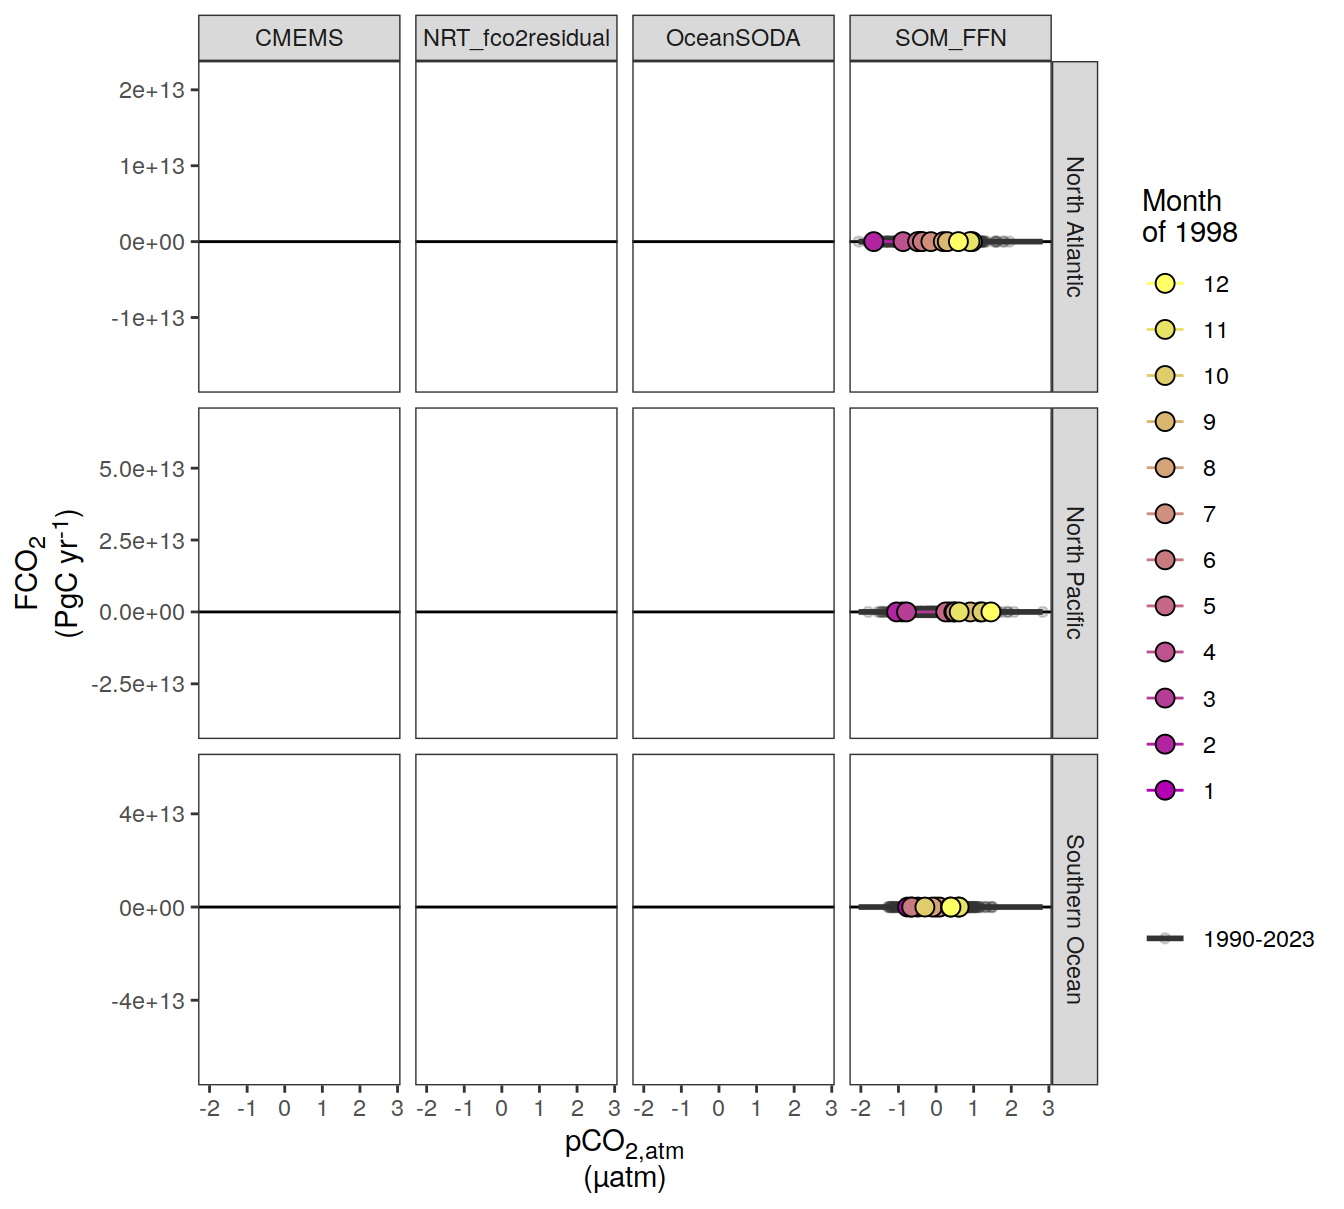 CMEMS NRT_fco2residual OceanSODA SOM_FFN
2e+13
1e+13
0e+00
-1e+13
North Atlantic
5.0e+13
2.5e+13
0.0e+00
-2.5e+13
North Pacific
4e+13
0e+00
-4e+13
Southern Ocean
FCO2
(PgC yr-1)
-2 -1 0 1 2 3 -2 -1 0 1 2 3 -2 -1 0 1 2 3 -2 -1 0 1 2 3
pCO2,atm
(µatm)
Month
of 1998
12
11
10
9
8
7
6
5
4
3
2
1
1990-2023